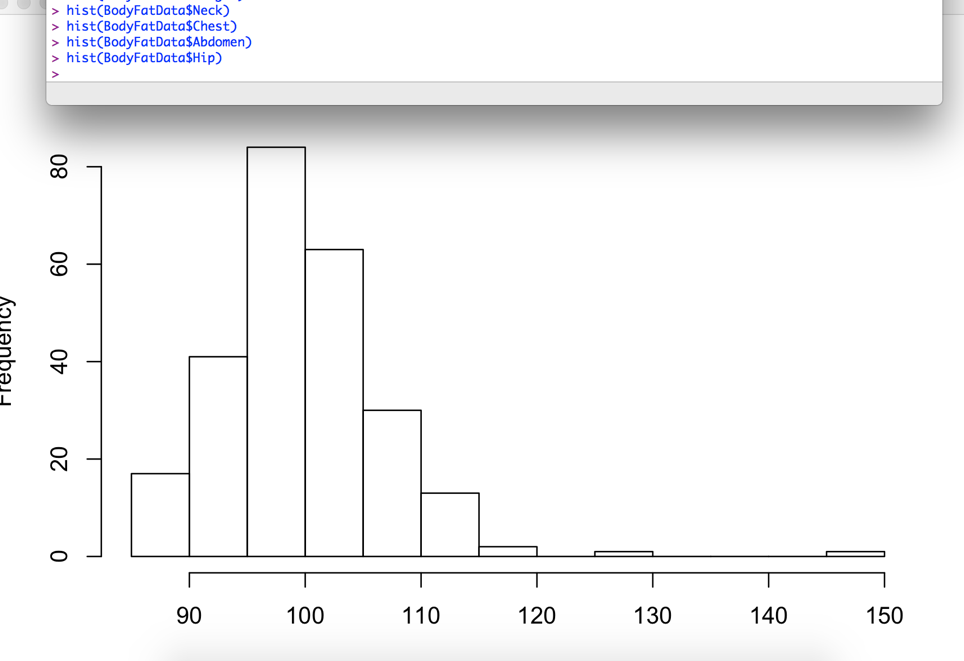 > hist(BodyFatData$Neck)
> hist(BodyFatData$Chest)
> hist(BodyFatData$Abdomen)
> hist(BodyFatData$Hip)
>
80
60
40
20
0
Frequency
90 100 110 120 130 140 150